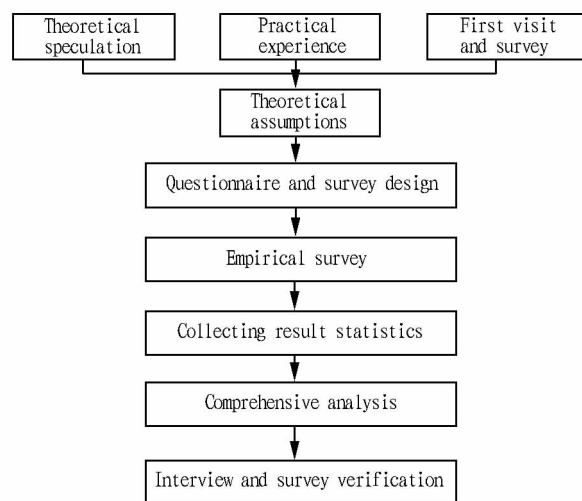 Theoretical
speculation
Practical
experience
First visit
and survey
Theoretical
assumptions
Questionnaire and survey design
Empirical survey
Collecting result statistics
Comprehensive analysis
Interview and survey verification